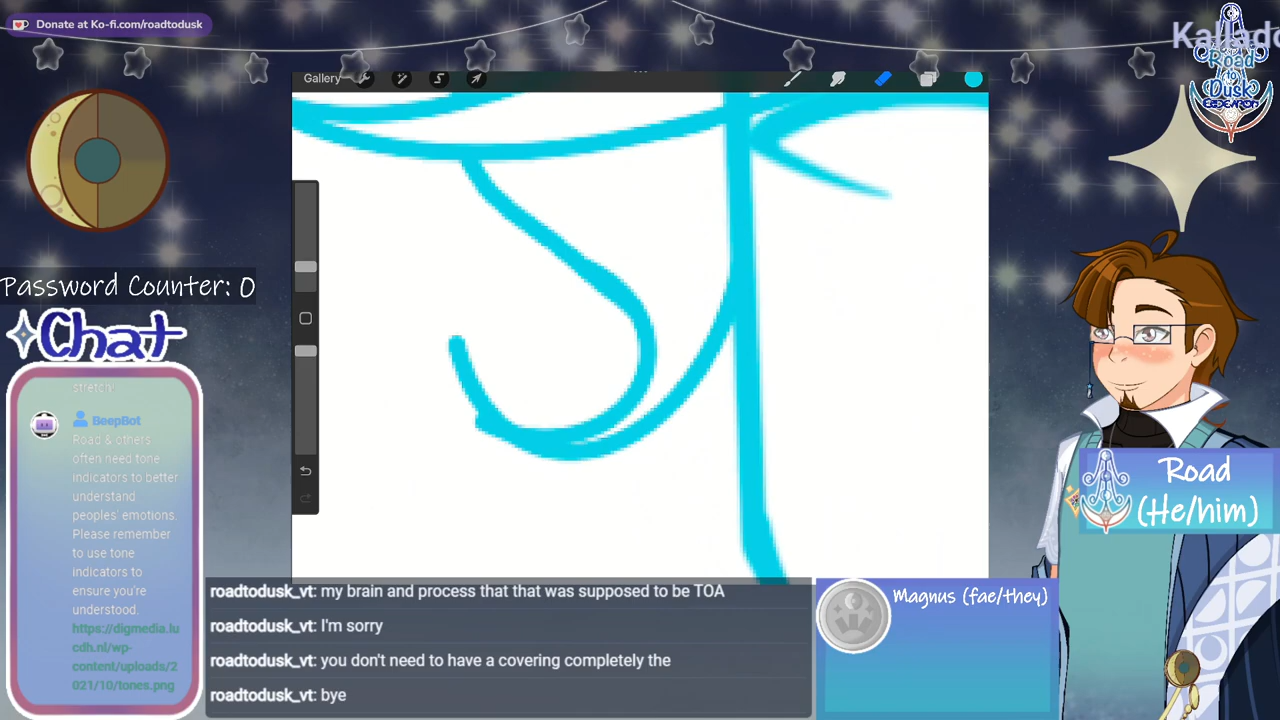 Donate at Ko-fi.com/roadtodusk
Road
to
Dusk
Gallery
Password Counter: 0
Chat
stretch!
BeepBot
Road & others
often need tone
indicators to better
understand
peoples' emotions.
Please remember
to use tone
indicators to
ensure you're
understood.
https://digmedia.lu
cdh.nl/wp-
content/uploads/2
021/10/tones.png
roadtodusk_vt: my brain and process that that was supposed to be TOA
roadtodusk_vt: I'm sorry
roadtodusk_vt: you don't need to have a covering completely the
roadtodusk_vt: bye
Magnus (fae/they)
Road
(He/him)